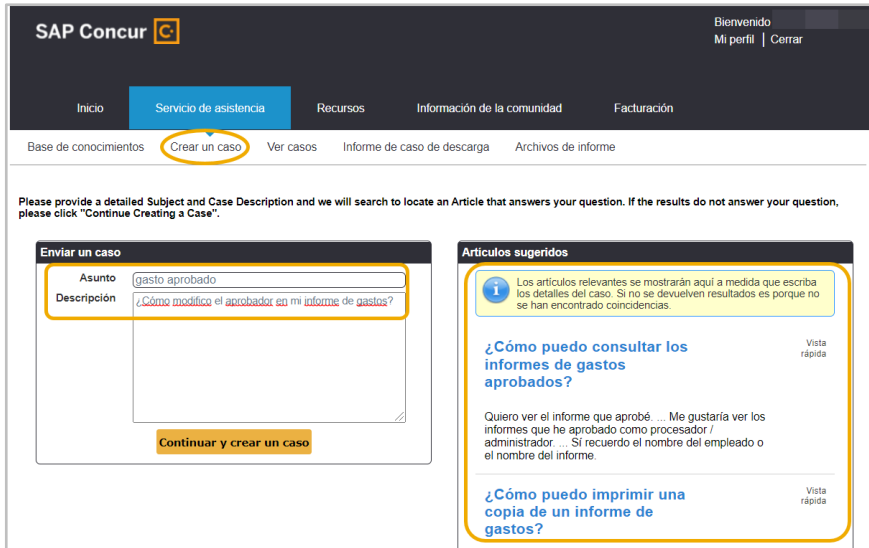 SAP Concur C.
Bienvenido
Mi perfil | Cerrar
Inicio Servicio de asistencia Recursos Información de la comunidad Facturación
Base de conocimientos Crear un caso Ver casos Informe de caso de descarga Archivos de informe
Please provide a detailed Subject and Case Description and we will search to locate an Article that answers your question. If the results do not answer your question,
please click "Continue Creating a Case".
Enviar un caso
Asunto gasto aprobado
Descripción ¿Cómo modifico el aprobador en mi informe de gastos?
Continuar y crear un caso
Artículos sugeridos
Los artículos relevantes se mostrarán aquí a medida que escriba
los detalles del caso. Si no se devuelven resultados es porque no
se han encontrado coincidencias.
¿Cómo puedo consultar los
informes de gastos
aprobados?
Vista
rápida
Quiero ver el informe que aprobé. ... Me gustaría ver los
informes que he aprobado como procesador /
administrador. ... Sí recuerdo el nombre del empleado o
el nombre del informe.
¿Cómo puedo imprimir una
copia de un informe de
gastos?
Vista
rápida